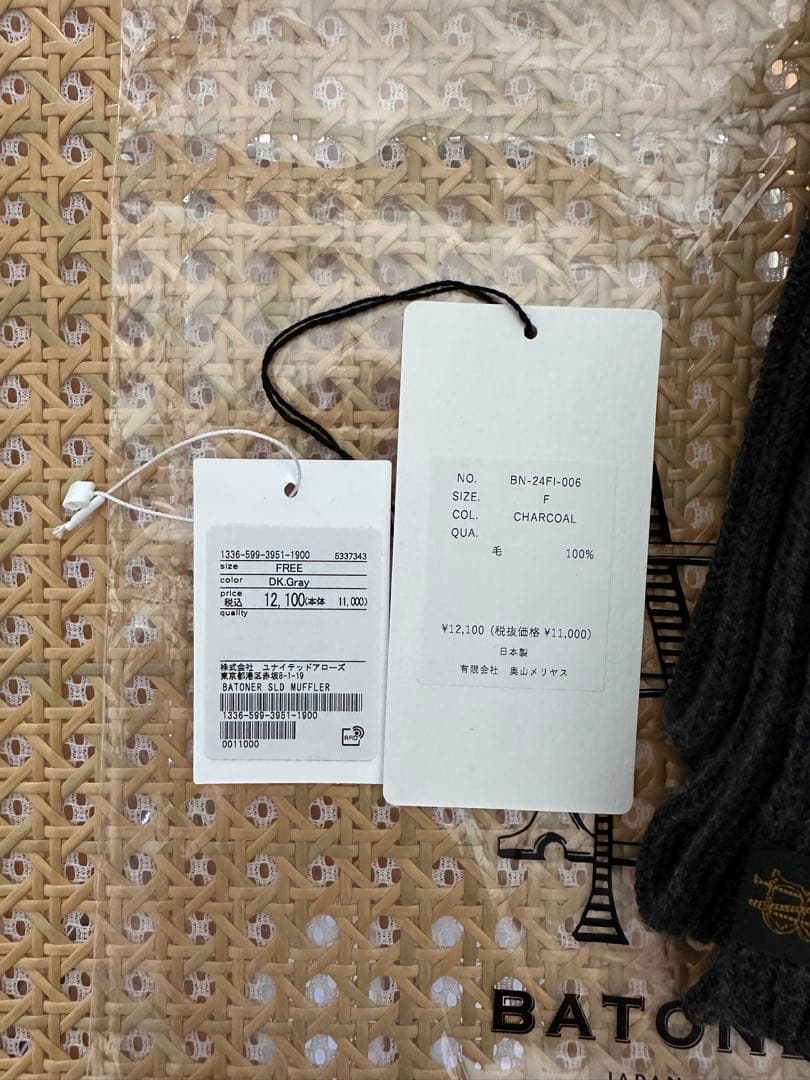 1336-599-3951-1900 5337343
size FREE
color DK.Gray
price
税込 12,100(本体 11,000)
quality
株式会社 ユナイテッドアローズ
東京都港区赤坂8-1-19
BATONER SLD MUFFLER
1336-599-3951-1900
0011000
RFID
NO. BN-24FI-006
SIZE. F
COL. CHARCOAL
QUA.
毛 100%
¥12,100 (税抜価格 ¥11,000)
日本製
有限会社 奥山メリヤス
BATON
JAPAN